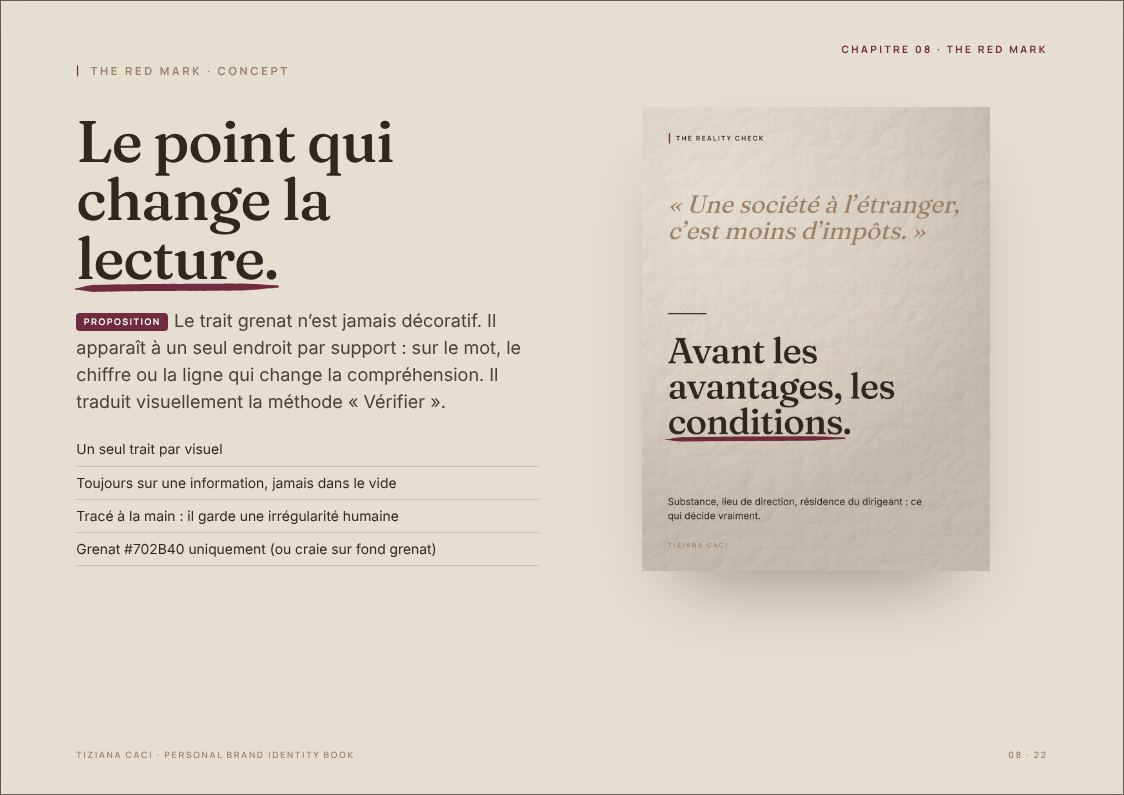 CHAPITRE 08 · THE RED MARK
THE RED MARK · CONCEPT
Le point qui
change la
lecture.
PROPOSITION Le trait grenat n’est jamais décoratif. Il
apparaît à un seul endroit par support : sur le mot, le
chiffre ou la ligne qui change la compréhension. Il
traduit visuellement la méthode « Vérifier ».
Un seul trait par visuel
Toujours sur une information, jamais dans le vide
Tracé à la main : il garde une irrégularité humaine
Grenat #702B40 uniquement (ou craie sur fond grenat)
THE REALITY CHECK
« Une société à l’étranger,
c’est moins d’impôts. »
Avant les
avantages, les
conditions.
Substance, lieu de direction, résidence du dirigeant : ce
qui décide vraiment.
TIZIANA CACI
TIZIANA CACI · PERSONAL BRAND IDENTITY BOOK
08 · 22